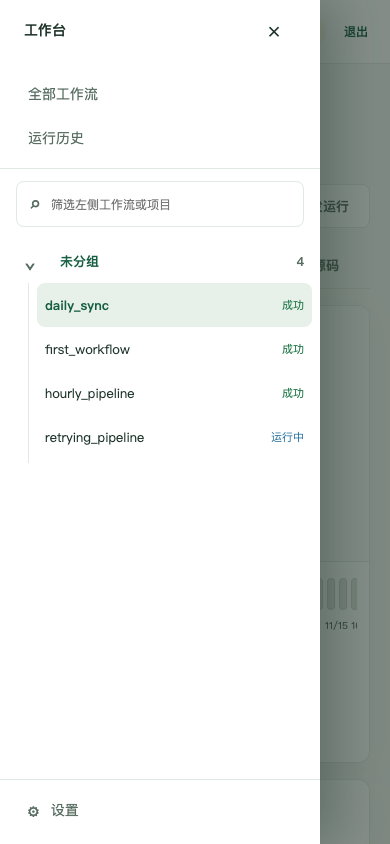 工作台
退出
全部工作流
运行历史
运行
筛选左侧工作流或项目
未分组 4
源码
daily_sync 成功
first_workflow 成功
hourly_pipeline 成功
retrying_pipeline 运行中
11/15
设置